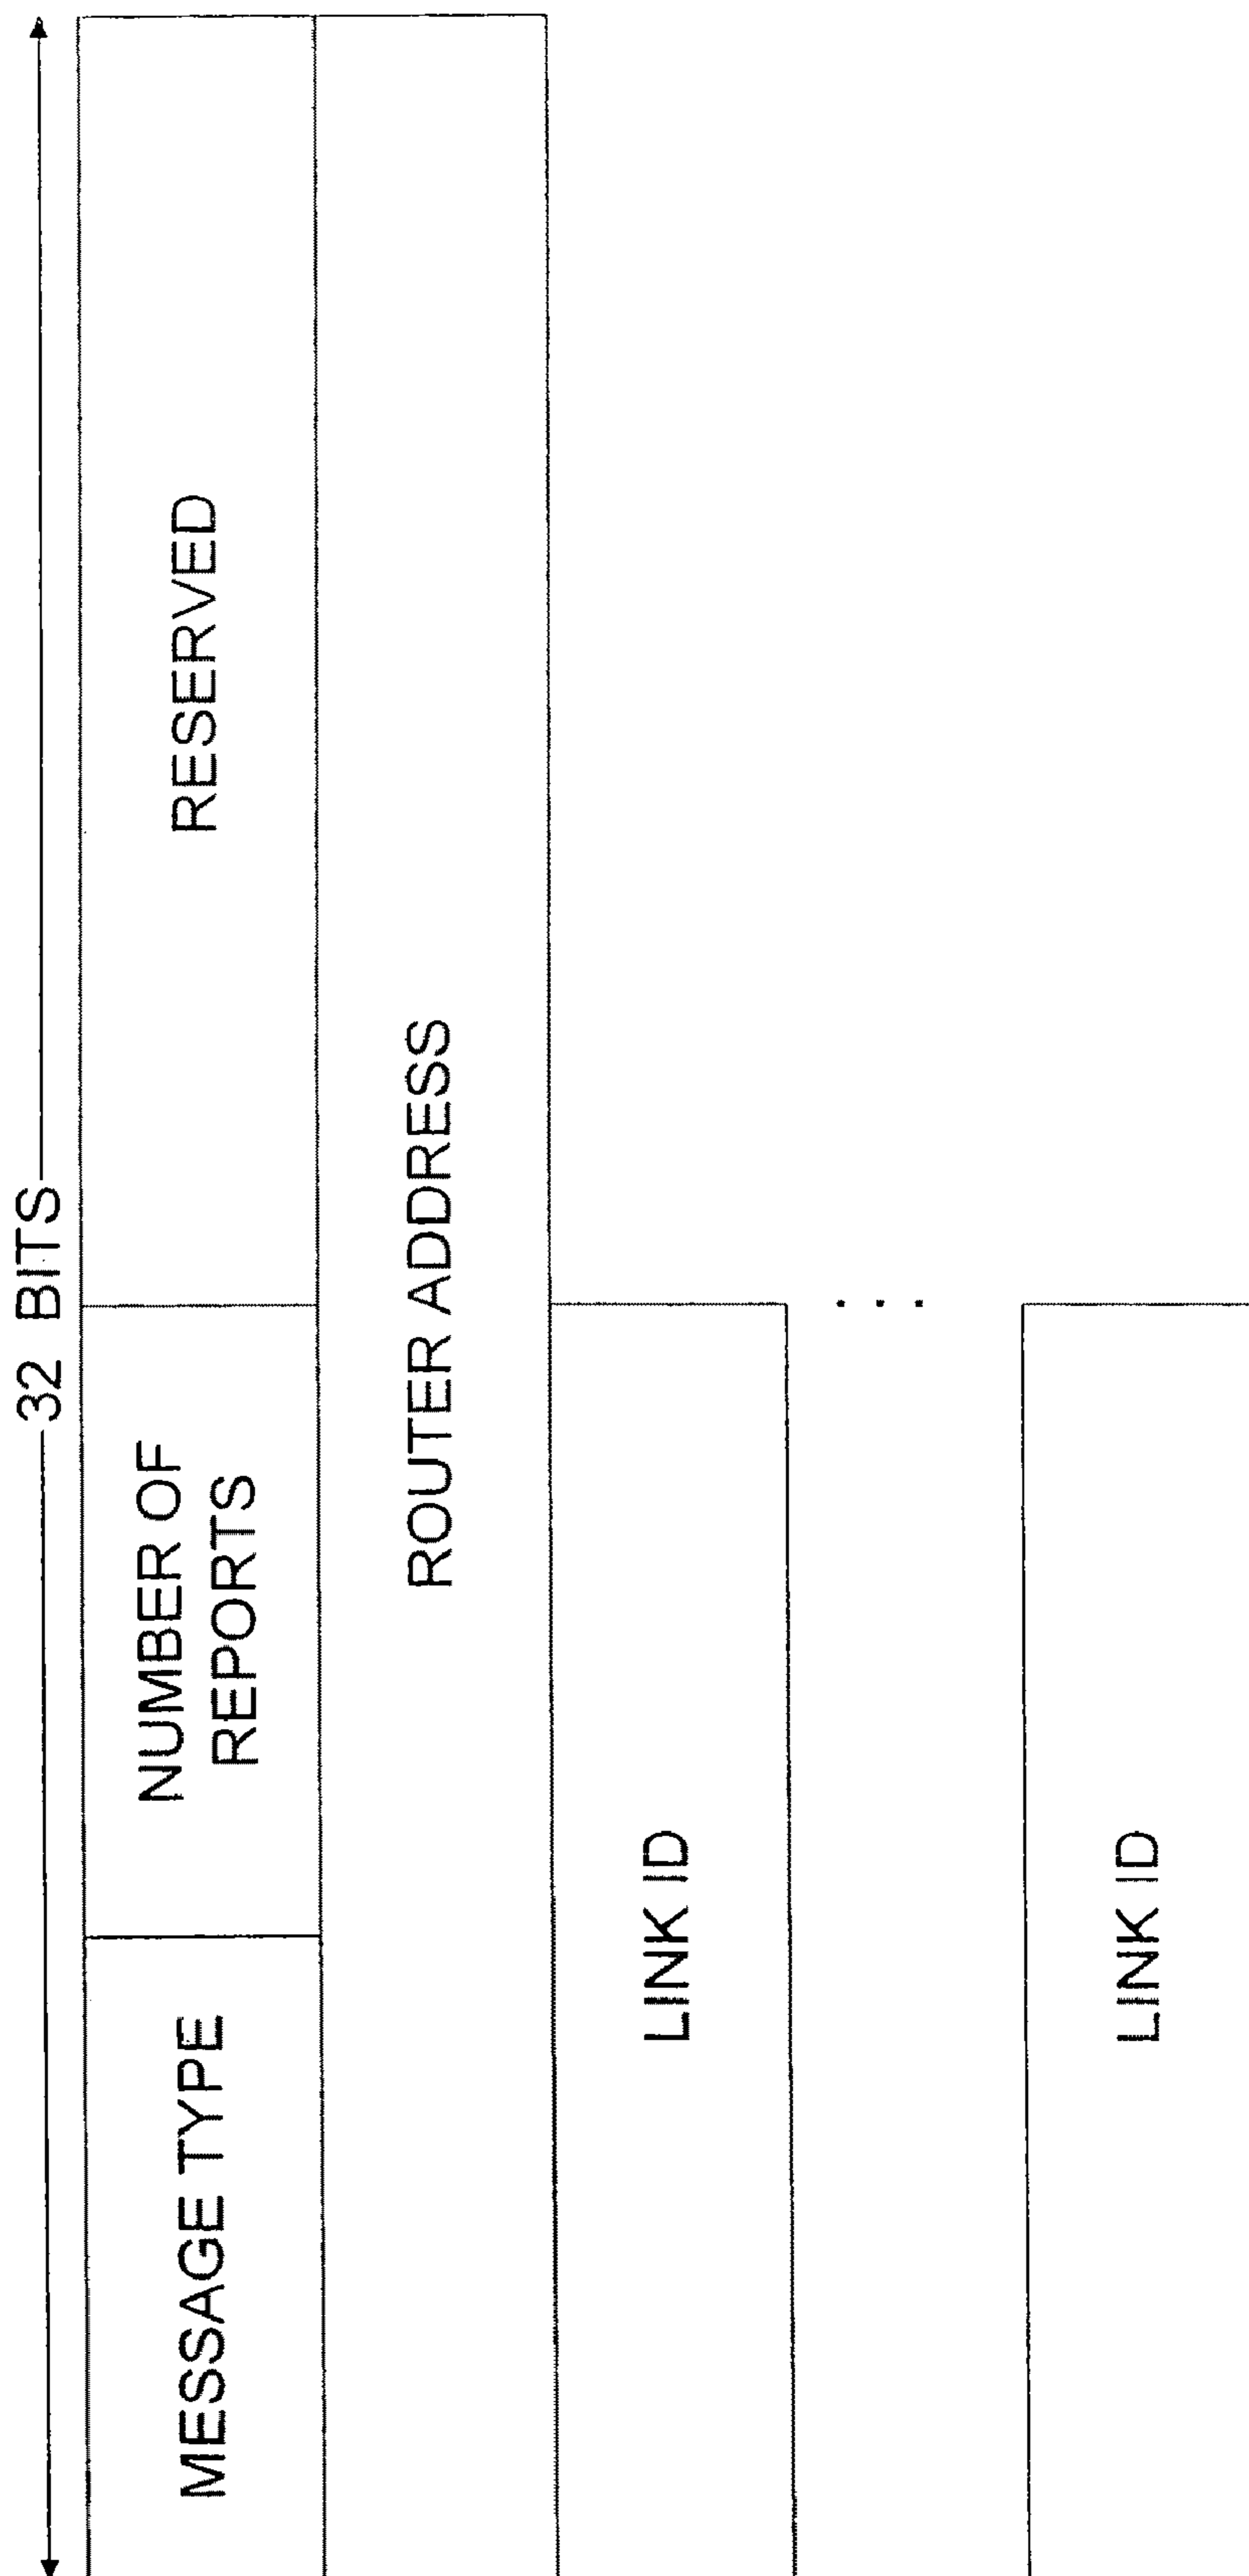 32 BITS
MESSAGE TYPE
NUMBER OF
REPORTS
RESERVED
ROUTER ADDRESS
LINK ID
...
LINK ID